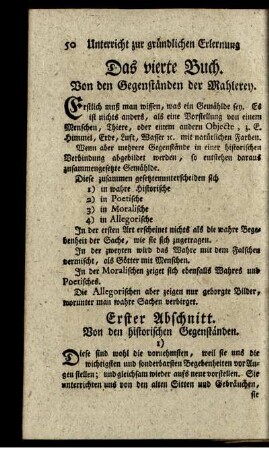 50 Unterricht zur gründlichen Erlernung
Das vierte Buch.
Von den Gegenständen der Mahlerey.
Erstlich muß man wissen, was ein Gemählde sey. Es
ist nichts anders, als eine Vorstellung von einem
Menschen, Thiere, oder einem andern Objecte, z. E.
Himmel, Erde, Luft, Wasser ꝛc. mit natürlichen Farben.
Wenn aber mehrere Gegenstände in einer historischen
Verbindung abgebildet werden, so entstehen daraus
zusammengesetzte Gemählde.
Diese zusammen gesetzten unterscheiden sich
1) in wahre Historische
2) in Poetische
3) in Moralische
4) in Allegorische
In der ersten Art erscheinet nichts als die wahre Bege-
benheit der Sache, wie sie sich zugetragen.
In der zweyten wird das Wahre mit dem Falschen
vermischt, als Götter mit Menschen.
In der Moralischen zeiget sich ebenfalls Wahres und
Poetisches.
Die Allegorischen aber zeigen nur geborgte Bilder,
worunter man wahre Sachen verbirget.
Erster Abschnitt.
Von den historischen Gegenständen.
1)
Diese sind wohl die vornehmsten, weil sie uns die
wichtigsten und sonderbarsten Begebenheiten vor Au-
gen stellen; und gleichsam wieder aufs neue vorstellen. Sie
unterrichten uns von den alten Sitten und Gebräuchen,
sie